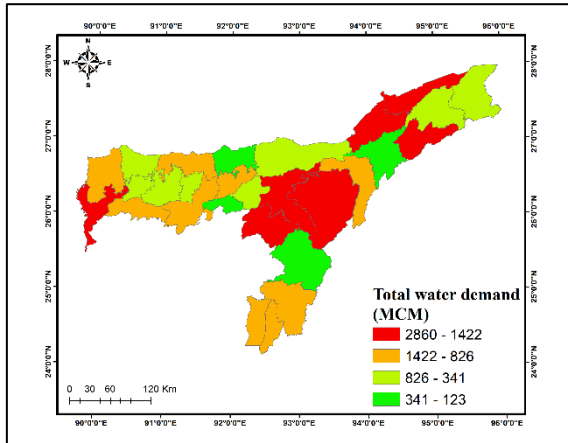 90°0'0"E 91°0'0"E 92°0'0"E 93°0'0"E 94°0'0"E 95°0'0"E 96°0'0"E
N
W E
S
28°0'0"N 28°0'0"N
27°0'0"N 27°0'0"N
26°0'0"N 26°0'0"N
25°0'0"N 25°0'0"N
24°0'0"N 24°0'0"N
Total water demand
(MCM)
2860 - 1422
1422 - 826
826 - 341
341 - 123
0 30 60 120 Km
90°0'0"E 91°0'0"E 92°0'0"E 93°0'0"E 94°0'0"E 95°0'0"E 96°0'0"E